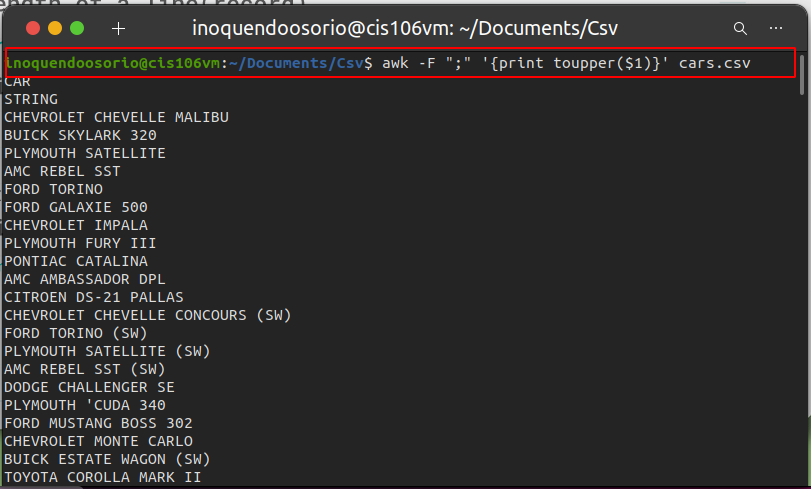 length of a line(record)
inoquendoosorio@cis106vm: ~/Documents/Csv
inoquendoosorio@cis106vm:~/Documents/Csv$ awk -F ";" '{print toupper($1)}' cars.csv
CAR
STRING
CHEVROLET CHEVELLE MALIBU
BUICK SKYLARK 320
PLYMOUTH SATELLITE
AMC REBEL SST
FORD TORINO
FORD GALAXIE 500
CHEVROLET IMPALA
PLYMOUTH FURY III
PONTIAC CATALINA
AMC AMBASSADOR DPL
CITROEN DS-21 PALLAS
CHEVROLET CHEVELLE CONCOURS (SW)
FORD TORINO (SW)
PLYMOUTH SATELLITE (SW)
AMC REBEL SST (SW)
DODGE CHALLENGER SE
PLYMOUTH 'CUDA 340
FORD MUSTANG BOSS 302
CHEVROLET MONTE CARLO
BUICK ESTATE WAGON (SW)
TOYOTA COROLLA MARK II